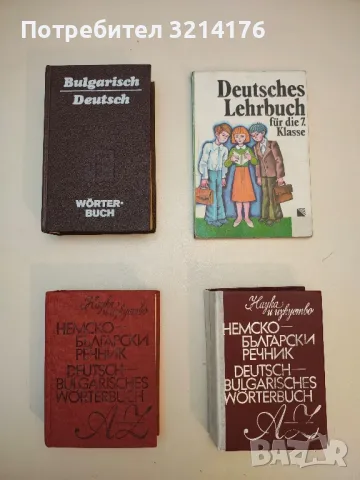 Потребител 3214176
Bulgarisch
Deutsch
WÖRTER-
BUCH
Deutsches
Lehrbuch
für die 7.
Klasse
Наука и изкуство
НЕМСКО–
БЪЛГАРСКИ
РЕЧНИК
DEUTSCH–
BULGARISCHES
WÖRTERBUCH
A–Z
Наука
и изкуство
НЕМСКО–
БЪЛГАРСКИ
РЕЧНИК
DEUTSCH–
BULGARISCHES
WÖRTERBUCH
A–Z
bazar